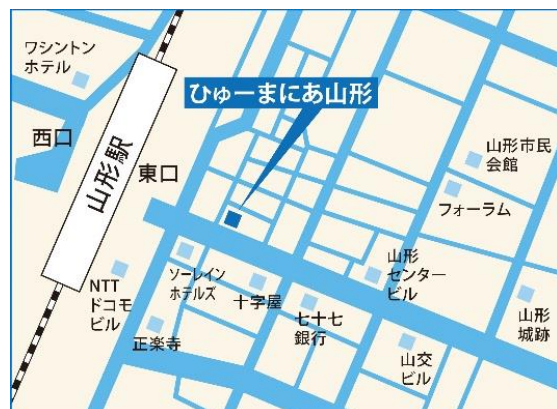 ワシントン
ホテル
ひゅーまにあ山形
西口
山形駅
東口
山形市民
会館
フォーラム
NTT
ドコモ
ビル
ソーレイン
ホテルズ
十字屋
七十七
銀行
山形
センター
ビル
正楽寺
山交
ビル
山形
城跡